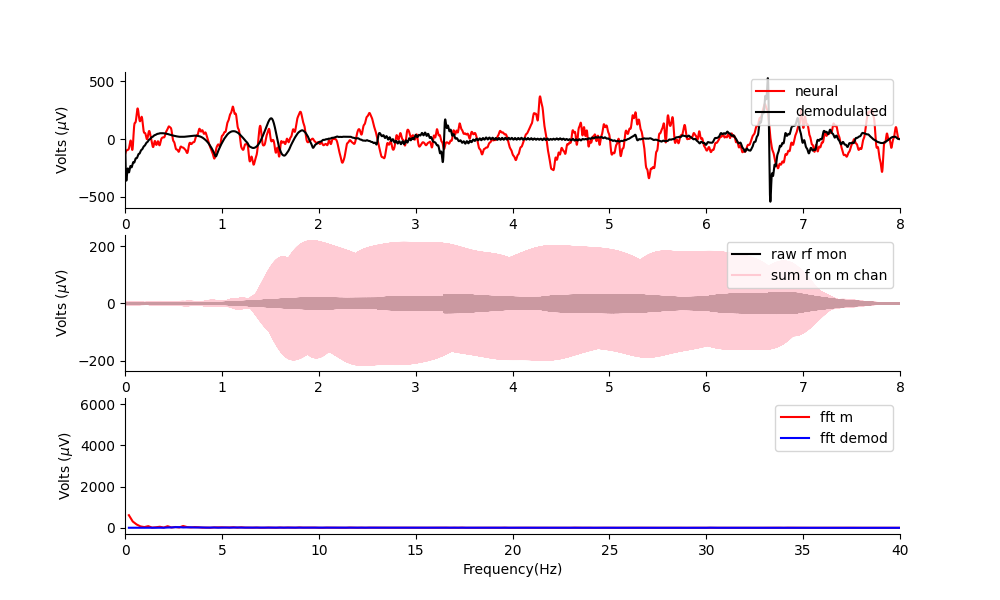 500
0
−500
Volts (μV)
neural
demodulated
0 1 2 3 4 5 6 7 8
200
0
−200
Volts (μV)
raw rf mon
sum f on m chan
0 1 2 3 4 5 6 7 8
6000
4000
2000
0
Volts (μV)
fft m
fft demod
0 5 10 15 20 25 30 35 40
Frequency(Hz)